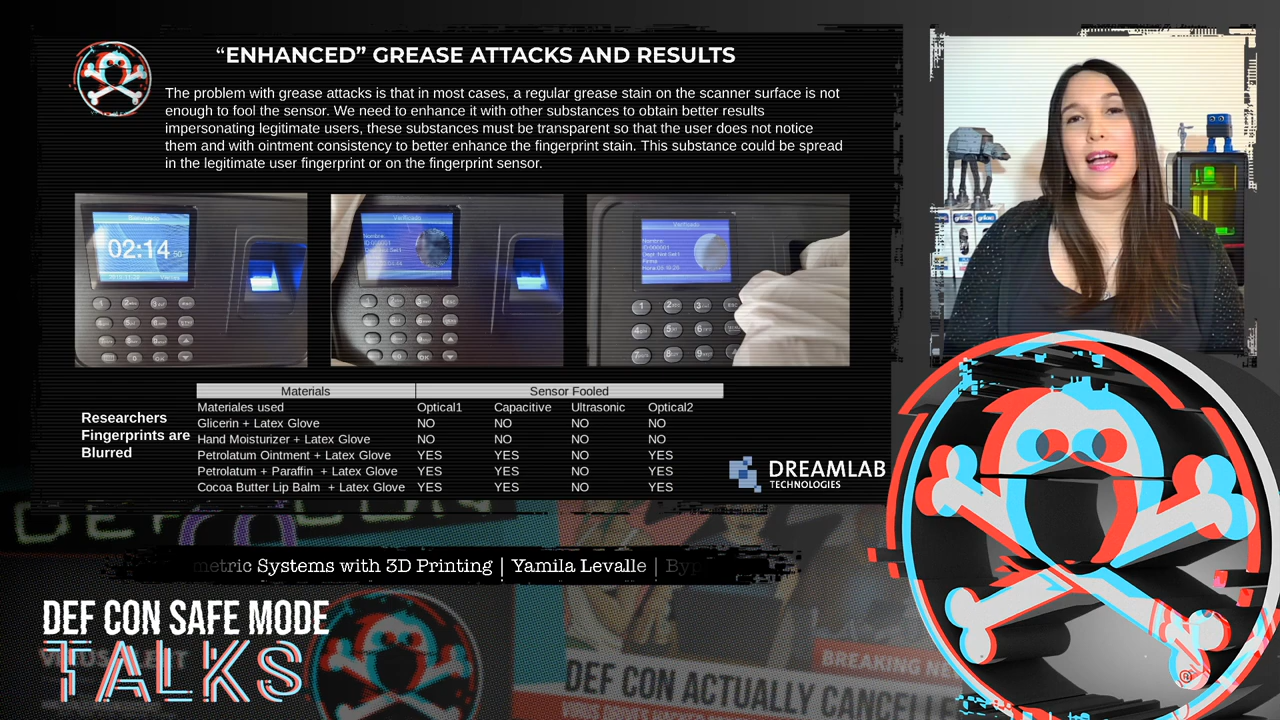 “ENHANCED” GREASE ATTACKS AND RESULTS
The problem with grease attacks is that in most cases, a regular grease stain on the scanner surface is not
enough to fool the sensor. We need to enhance it with other substances to obtain better results
impersonating legitimate users, these substances must be transparent so that the user does not notice
them and with ointment consistency to better enhance the fingerprint stain. This substance could be spread
in the legitimate user fingerprint or on the fingerprint sensor.
Bienvenido
02:14
Verificado
Verificado
Materials Sensor Fooled
Materiales used Optical1 Capacitive Ultrasonic Optical2
Glicerin + Latex Glove NO NO NO NO
Hand Moisturizer + Latex Glove NO NO NO NO
Petrolatum Ointment + Latex Glove YES YES NO YES
Petrolatum + Paraffin + Latex Glove YES YES NO YES
Cocoa Butter Lip Balm + Latex Glove YES YES NO YES
Researchers
Fingerprints are
Blurred
DREAMLAB
TECHNOLOGIES
DEF CON
metric Systems with 3D Printing | Yamila Levalle | Byp
DEF CON SAFE MODE
TALKS
BREAKING NE
DEF CON ACTUALLY CANCELLE
®